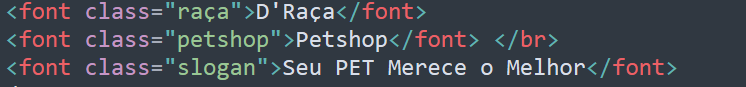 <font class="raça">D'Raça</font>
<font class="petshop">Petshop</font> </br>
<font class="slogan">Seu PET Merece o Melhor</font>